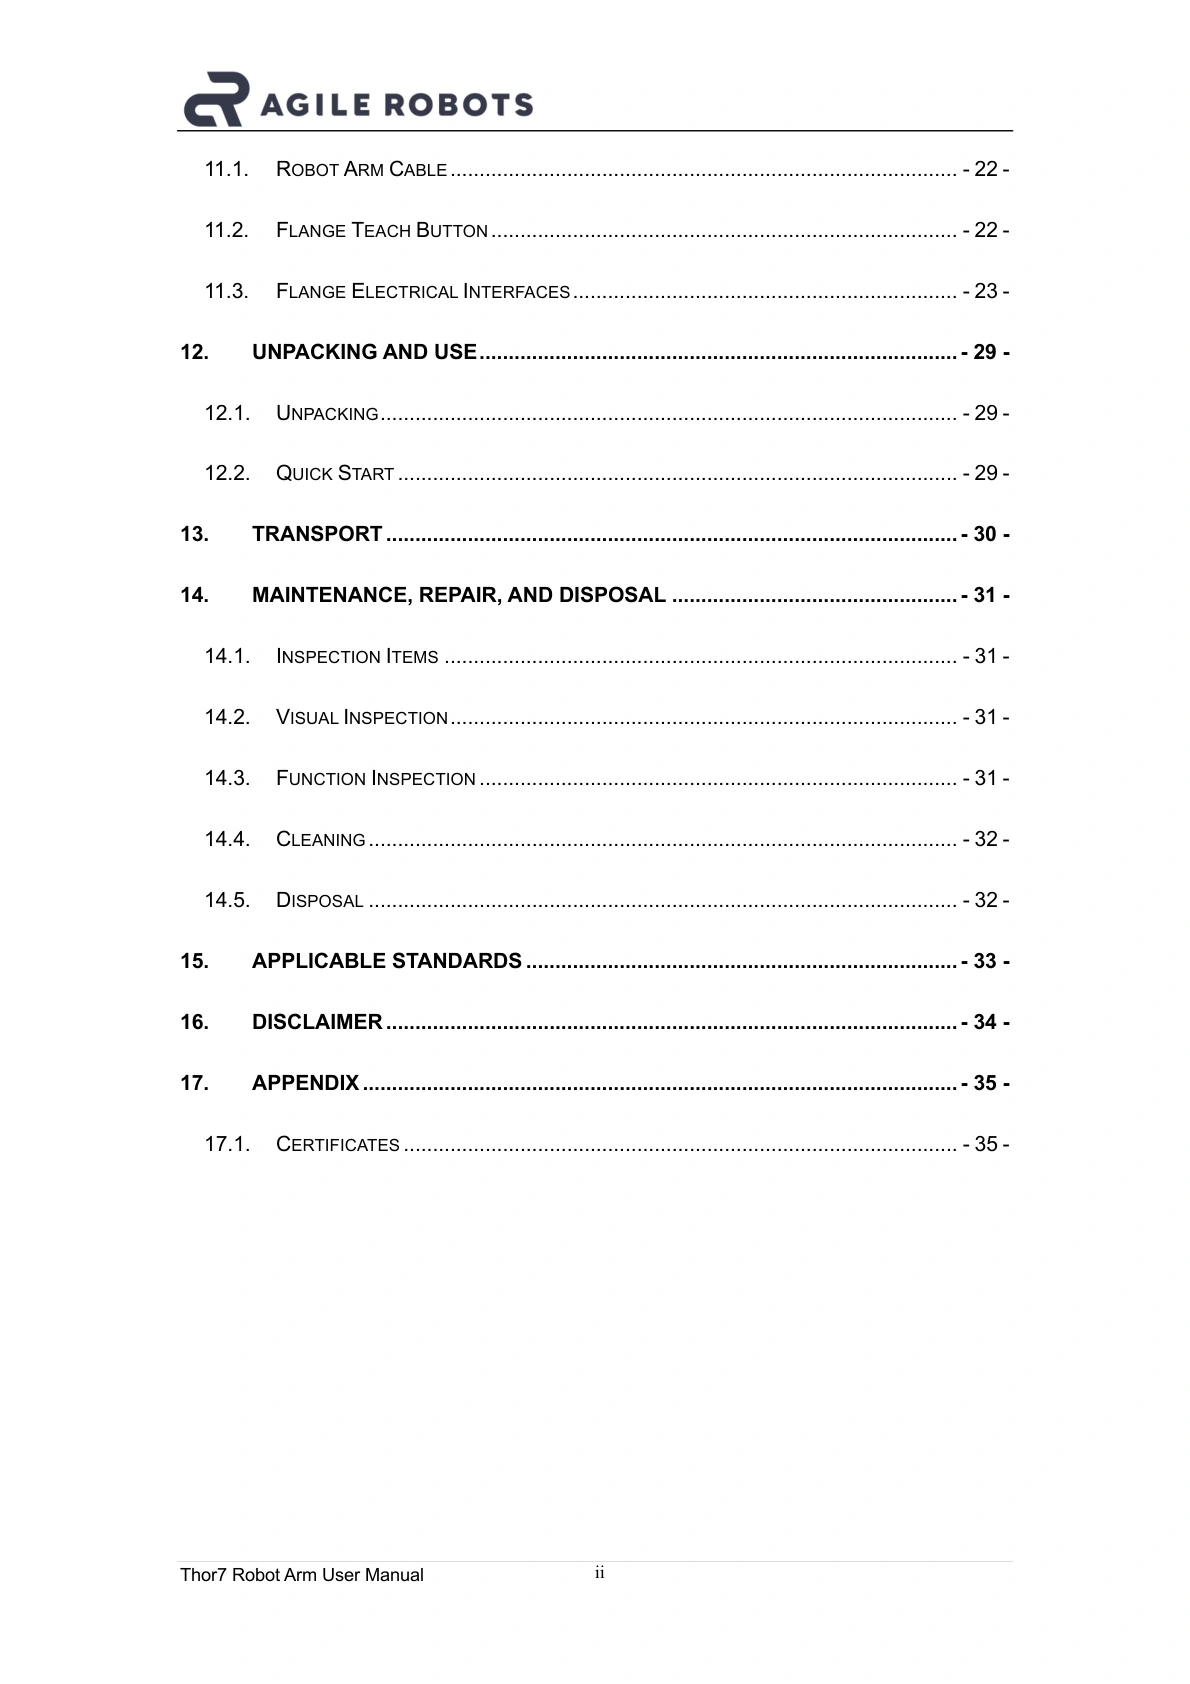 AGILE ROBOTS
11.1. ROBOT ARM CABLE ........................................................................................ - 22 -
11.2. FLANGE TEACH BUTTON ................................................................................. - 22 -
11.3. FLANGE ELECTRICAL INTERFACES .................................................................. - 23 -
12. UNPACKING AND USE .................................................................................. - 29 -
12.1. UNPACKING ................................................................................................... - 29 -
12.2. QUICK START ................................................................................................ - 29 -
13. TRANSPORT .................................................................................................. - 30 -
14. MAINTENANCE, REPAIR, AND DISPOSAL ................................................. - 31 -
14.1. INSPECTION ITEMS ........................................................................................ - 31 -
14.2. VISUAL INSPECTION ....................................................................................... - 31 -
14.3. FUNCTION INSPECTION .................................................................................. - 31 -
14.4. CLEANING ..................................................................................................... - 32 -
14.5. DISPOSAL ..................................................................................................... - 32 -
15. APPLICABLE STANDARDS .......................................................................... - 33 -
16. DISCLAIMER .................................................................................................. - 34 -
17. APPENDIX ...................................................................................................... - 35 -
17.1. CERTIFICATES ............................................................................................... - 35 -
Thor7 Robot Arm User Manual ii